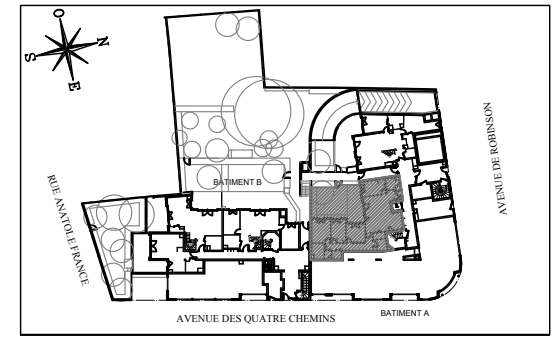 O
N
S
E
AVENUE DE ROBINSON
BATIMENT B
RUE ANATOLE FRANCE
AVENUE DES QUATRE CHEMINS
BATIMENT A